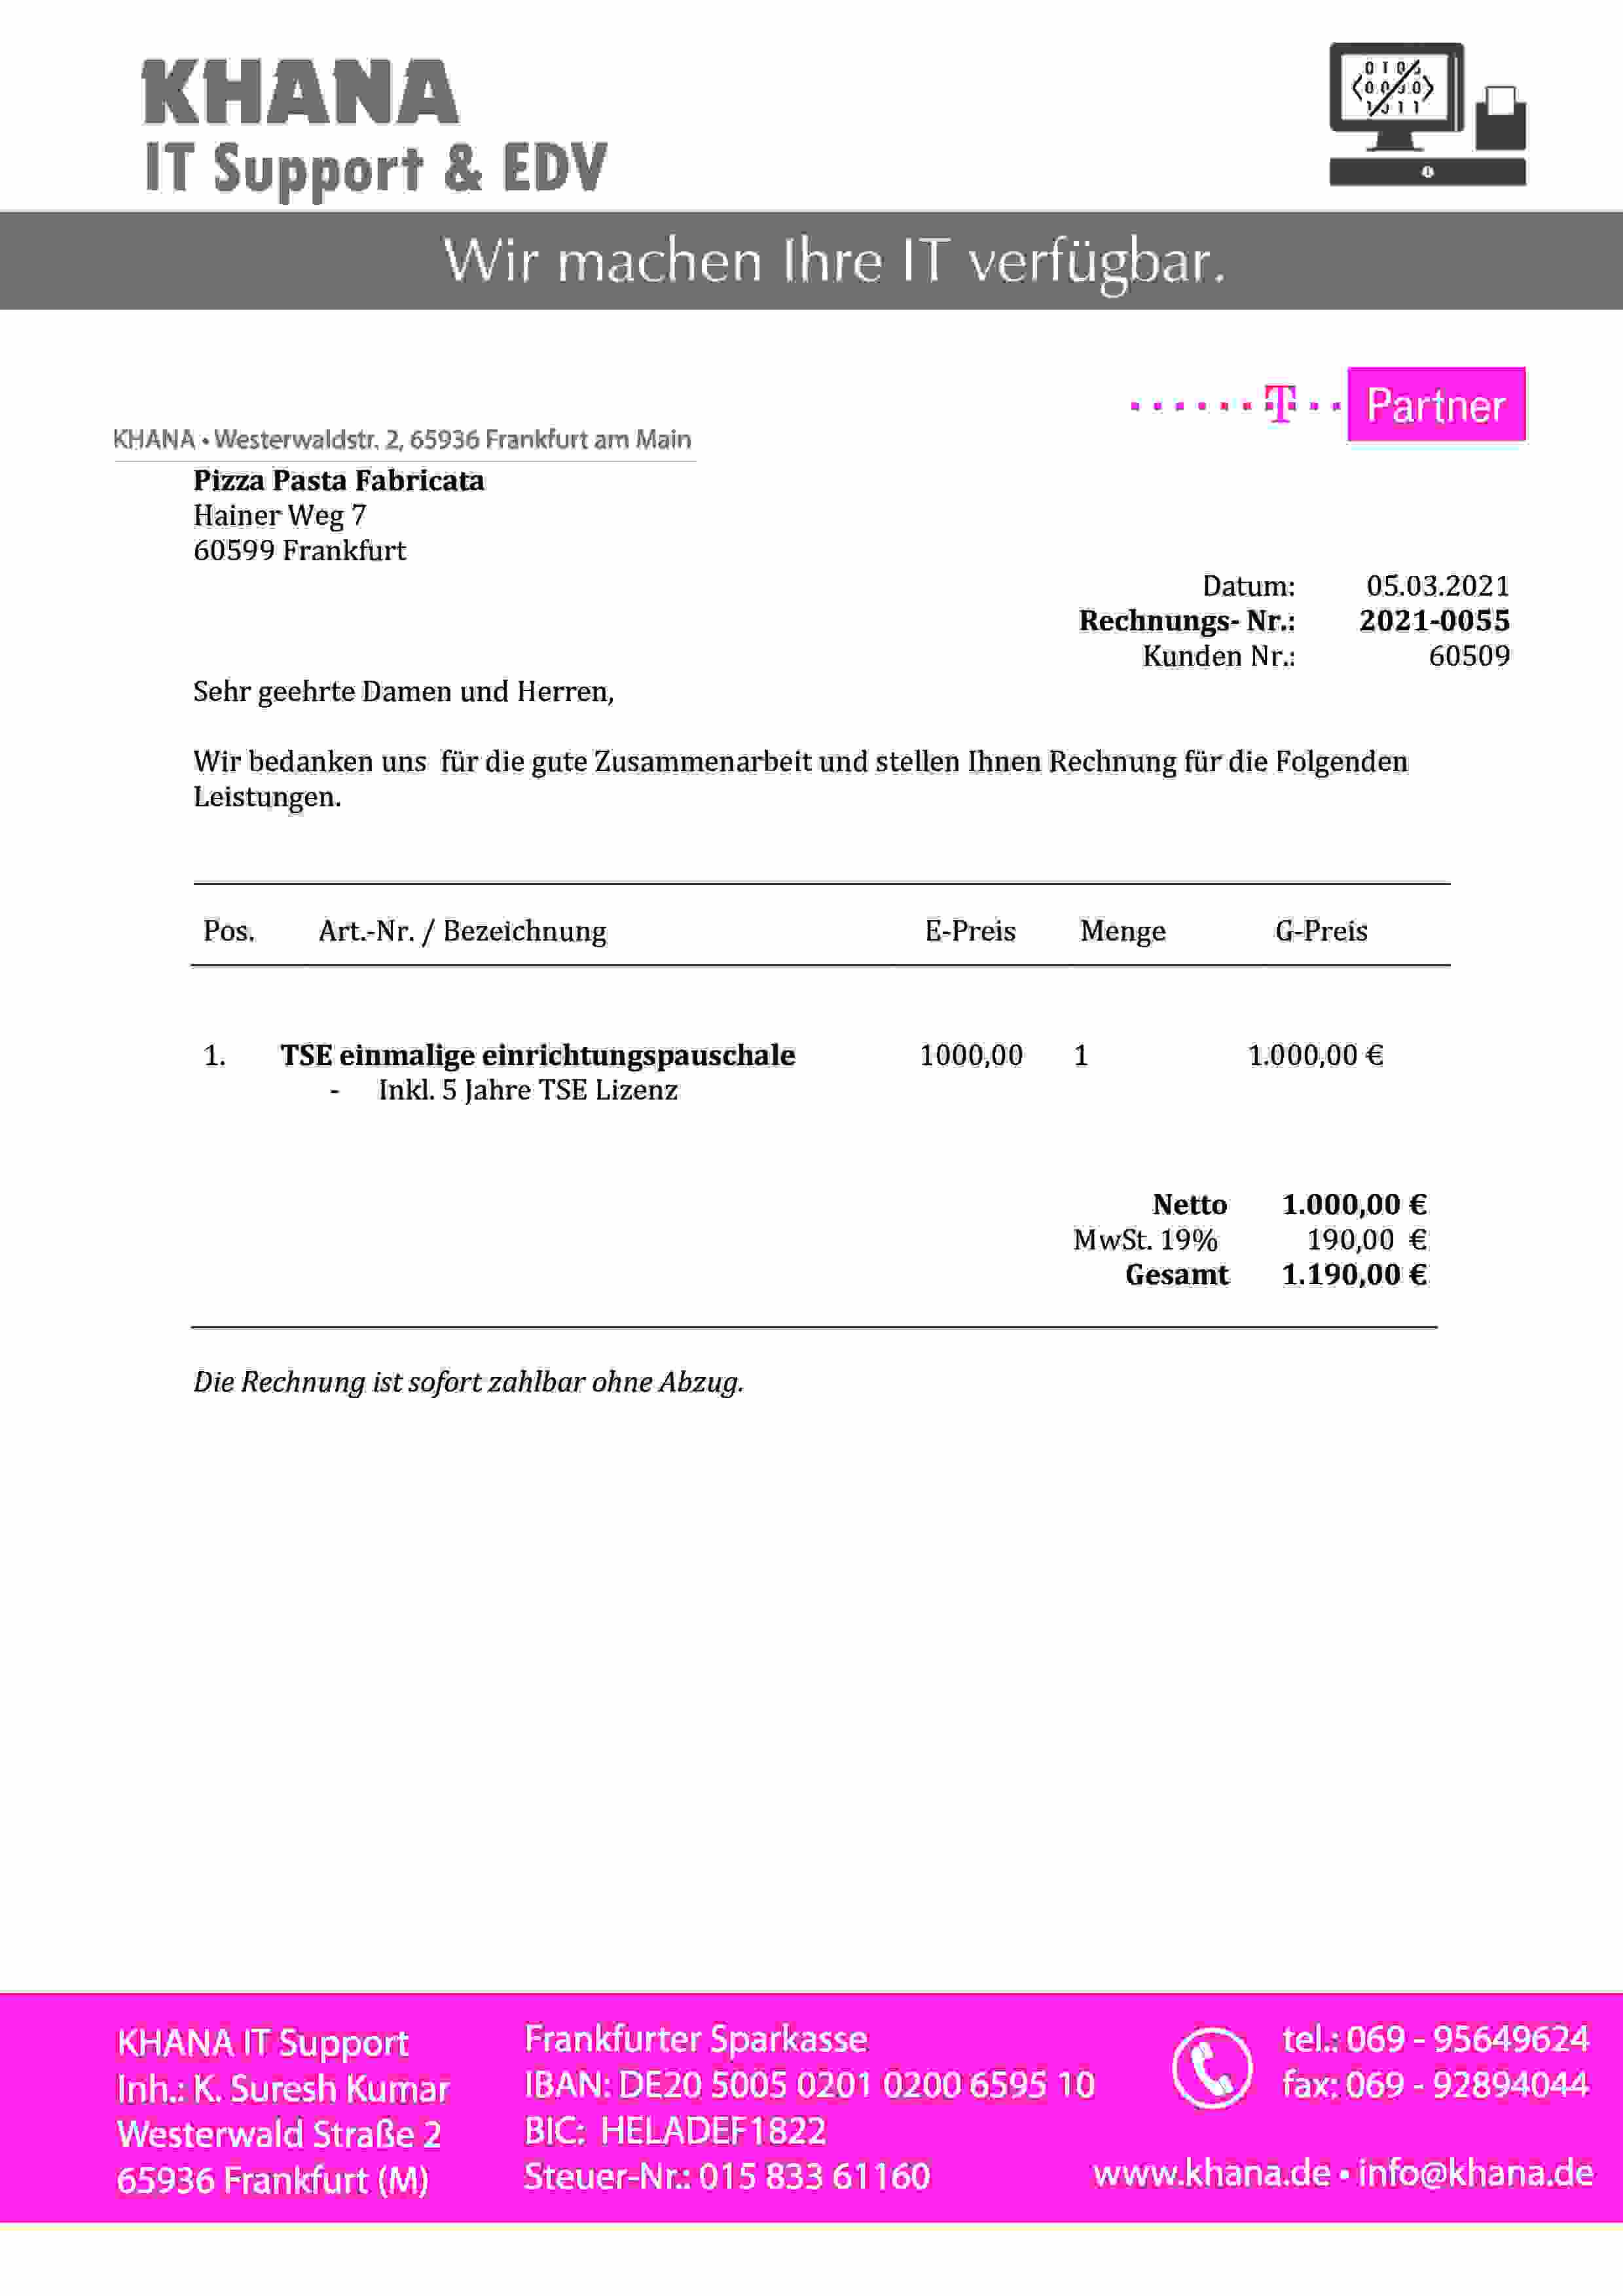 KHANA
IT Support & EDV
Wir machen Ihre IT verfügbar.
T Partner
KHANA • Westerwaldstr. 2, 65936 Frankfurt am Main
Pizza Pasta Fabricata
Hainer Weg 7
60599 Frankfurt
Datum: 05.03.2021
Rechnungs- Nr.: 2021-0055
Kunden Nr.: 60509
Sehr geehrte Damen und Herren,
Wir bedanken uns  für die gute Zusammenarbeit und stellen Ihnen Rechnung für die Folgenden
Leistungen.
Pos. Art.-Nr. / Bezeichnung E-Preis Menge G-Preis
1. TSE einmalige einrichtungspauschale 1000,00 1 1.000,00 €
- Inkl. 5 Jahre TSE Lizenz
Netto 1.000,00 €
MwSt. 19% 190,00 €
Gesamt 1.190,00 €
Die Rechnung ist sofort zahlbar ohne Abzug.
KHANA IT Support
Inh.: K. Suresh Kumar
Westerwald Straße 2
65936 Frankfurt (M)
Frankfurter Sparkasse
IBAN: DE20 5005 0201 0200 6595 10
BIC: HELADEF1822
Steuer-Nr.: 015 833 61160
tel.: 069 - 95649624
fax: 069 - 92894044
www.khana.de • info@khana.de